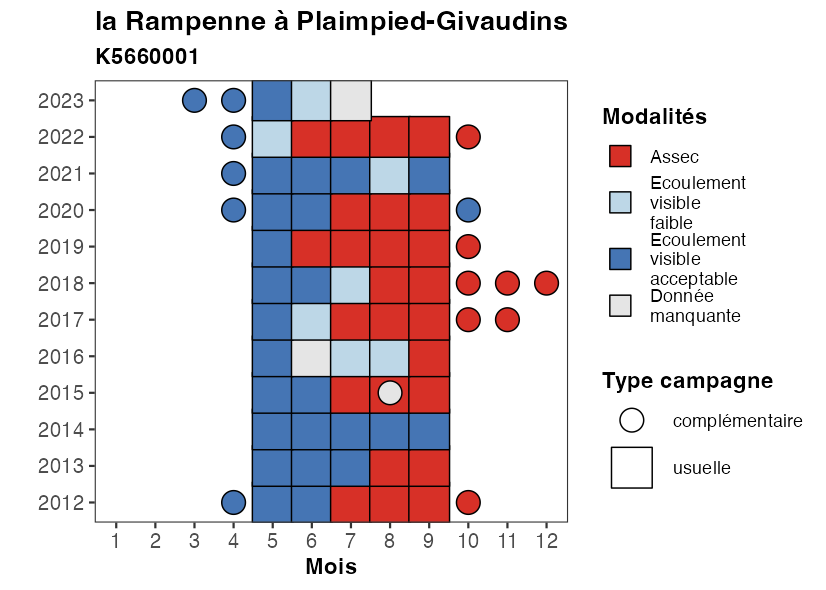 la Rampenne à Plaimpied-Givaudins
K5660001
2023
2022
2021
2020
2019
2018
2017
2016
2015
2014
2013
2012
1 2 3 4 5 6 7 8 9 10 11 12
Mois
Modalités
Assec
Ecoulement
visible
faible
Ecoulement
visible
acceptable
Donnée
manquante
Type campagne
complémentaire
usuelle